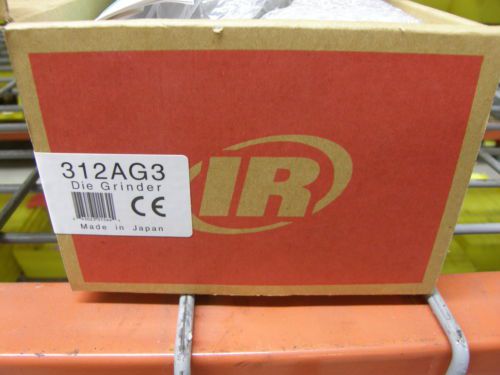 312AG3
Die Grinder
CE
Made in Japan
IR